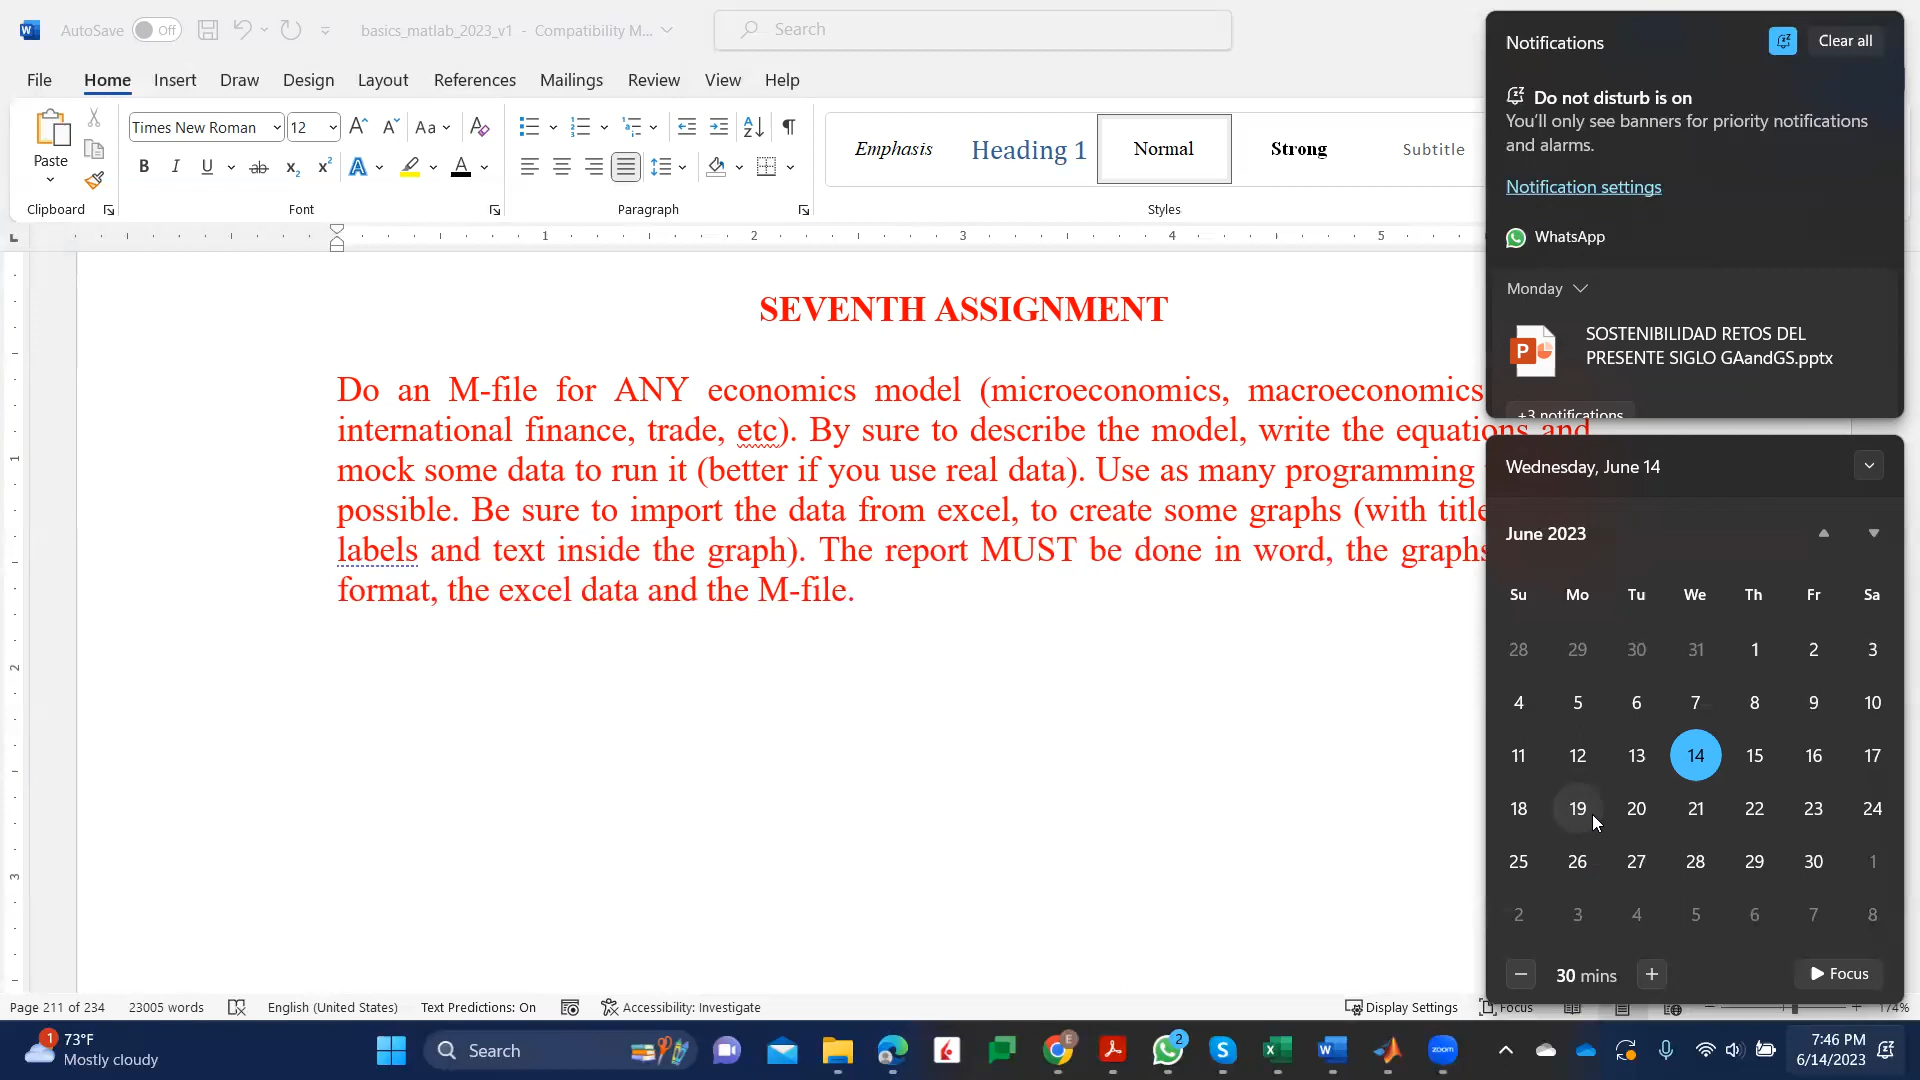 AutoSave Off basics_matlab_2023_v1 - Compatibility M... Search
File Home Insert Draw Design Layout References Mailings Review View Help
Paste
Times New Roman 12
Emphasis Heading 1 Normal Strong Subtitle
Clipboard Font Paragraph Styles
1 2 3 4 5
SEVENTH ASSIGNMENT
Do an M-file for ANY economics model (microeconomics, macroeconomics
international finance, trade, etc). By sure to describe the model, write the equations and
mock some data to run it (better if you use real data). Use as many programming
possible. Be sure to import the data from excel, to create some graphs (with title
labels and text inside the graph). The report MUST be done in word, the graphs
format, the excel data and the M-file.
Notifications Clear all
Do not disturb is on
You'll only see banners for priority notifications
and alarms.
Notification settings
WhatsApp
Monday
SOSTENIBILIDAD RETOS DEL
PRESENTE SIGLO GAandGS.pptx
+3 notifications
Wednesday, June 14
June 2023
Su Mo Tu We Th Fr Sa
28 29 30 31 1 2 3
4 5 6 7 8 9 10
11 12 13 14 15 16 17
18 19 20 21 22 23 24
25 26 27 28 29 30 1
2 3 4 5 6 7 8
30 mins Focus
Page 211 of 234 23005 words English (United States) Text Predictions: On Accessibility: Investigate Display Settings Focus 174%
73°F
Mostly cloudy
Search
zoom
7:46 PM
6/14/2023